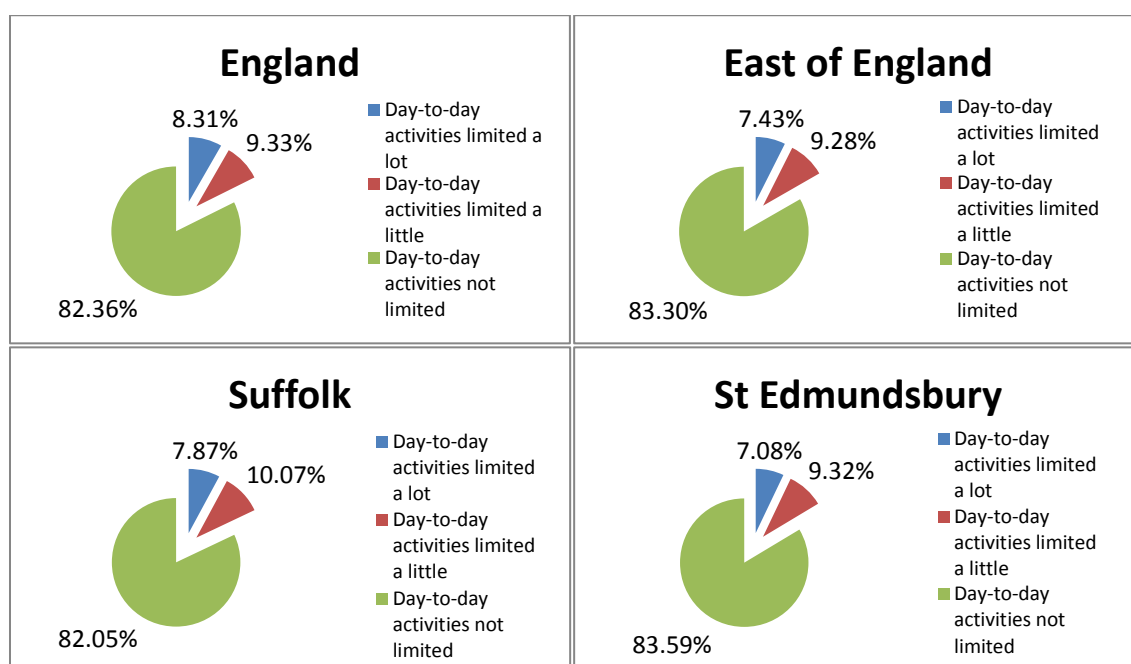 England
8.31%
9.33%
82.36%
Day-to-day
activities limited a
lot
Day-to-day
activities limited a
little
Day-to-day
activities not
limited
East of England
7.43%
9.28%
83.30%
Day-to-day
activities limited
a lot
Day-to-day
activities limited
a little
Day-to-day
activities not
limited
Suffolk
7.87%
10.07%
82.05%
Day-to-day
activities limited
a lot
Day-to-day
activities limited
a little
Day-to-day
activities not
limited
St Edmundsbury
7.08%
9.32%
83.59%
Day-to-day
activities limited
a lot
Day-to-day
activities limited
a little
Day-to-day
activities not
limited